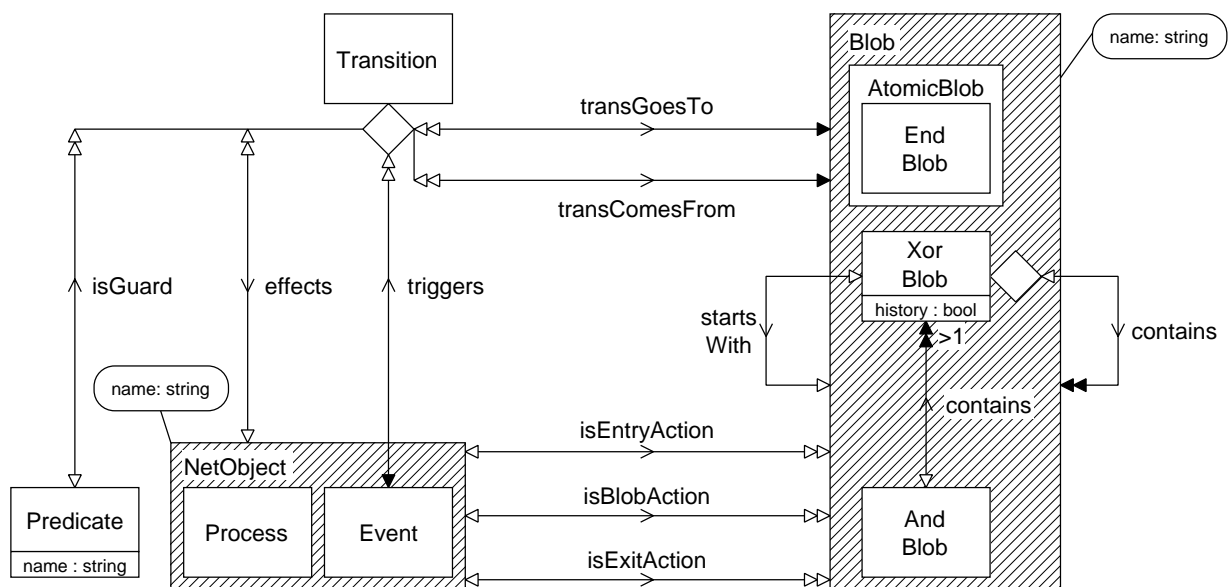 Blob
name: string
Transition
AtomicBlob
transGoesTo
End
Blob
transComesFrom
Xor
Blob
isGuard
effects
triggers
history : bool
starts
With
>1
contains
name: string
contains
isEntryAction
NetObject
isBlobAction
Predicate
Process
Event
And
Blob
name : string
isExitAction